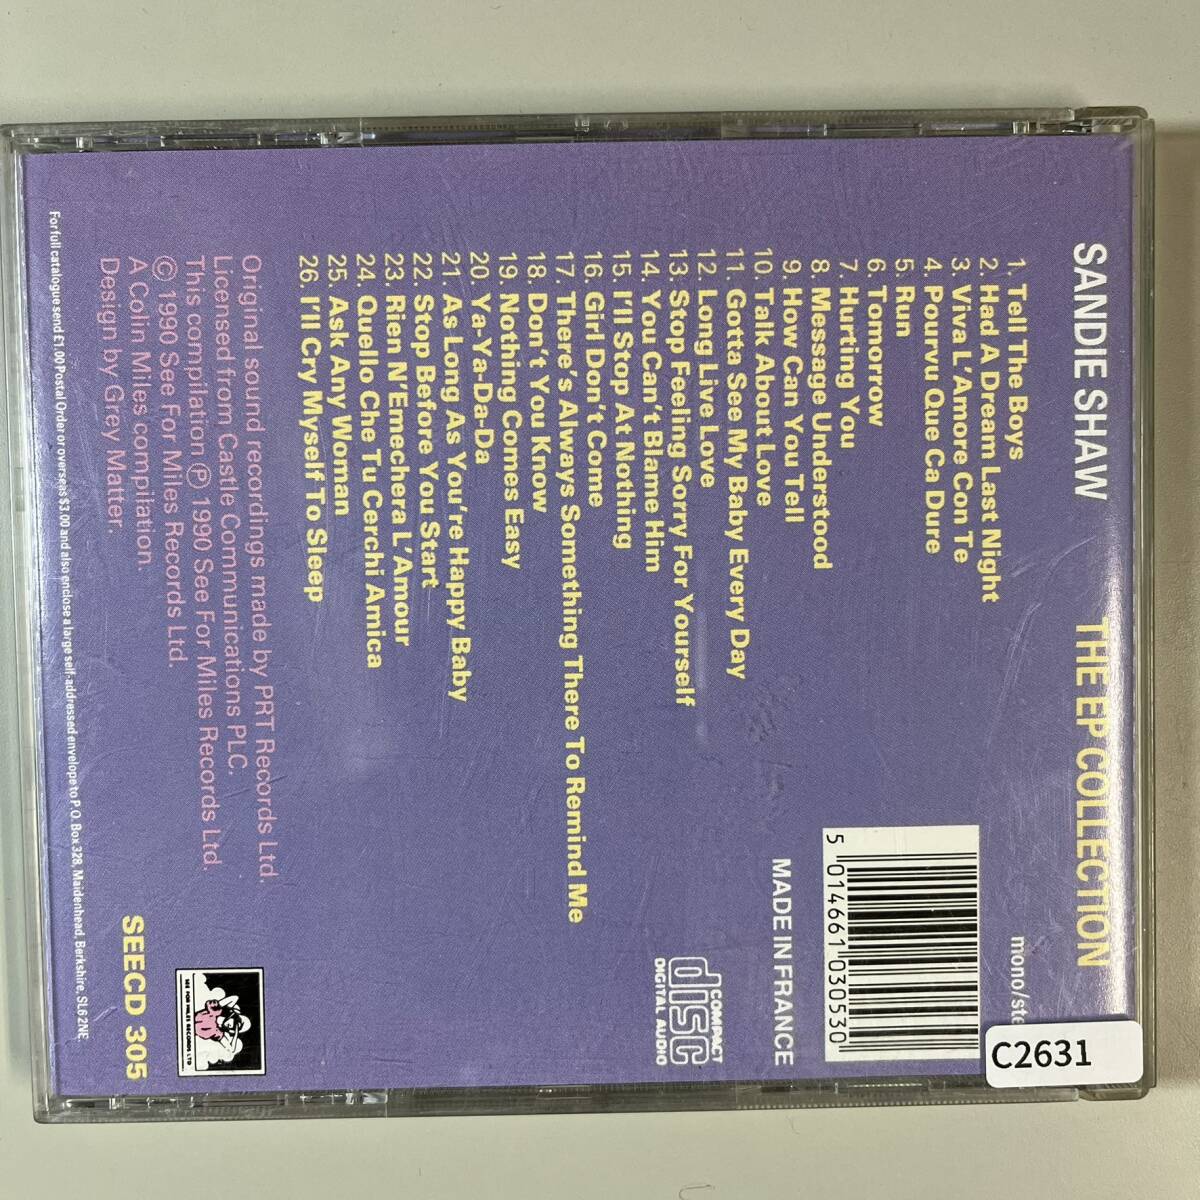 SANDIE SHAW THE EP COLLECTION
mono/ste
1. Tell The Boys
2. Had A Dream Last Night
3. Viva L'Amore Con Te
4. Pourvu Que Ca Dure
5. Run
6. Tomorrow
7. Hurting You
8. Message Understood
9. How Can You Tell
10. Talk About Love
11. Gotta See My Baby Every Day
12. Long Live Love
13. Stop Feeling Sorry For Yourself
14. You Can't Blame Him
15. I'll Stop At Nothing
16. Girl Don't Come
17. There's Always Something There To Remind Me
18. Don't You Know
19. Nothing Comes Easy
20. Ya-Ya-Da-Da
21. As Long As You're Happy Baby
22. Stop Before You Start
23. Rien N'Emechera L'Amour
24. Quello Che Tu Cerchi Amica
25. Ask Any Woman
26. I'll Cry Myself To Sleep
5 014661 030530
MADE IN FRANCE
COMPACT
disc
DIGITAL AUDIO
Original sound recordings made by PRT Records Ltd.
Licensed from Castle Communications PLC.
This compilation Ⓟ 1990 See For Miles Records Ltd.
© 1990 See For Miles Records Ltd.
A Colin Miles compilation.
Design by Grey Matter.
SEE FOR MILES RECORDS LTD.
SEECD 305
For full catalogue send £1.00 Postal Order or overseas $3.00 and also enclose a large self-addressed envelope to P.O. Box 328, Maidenhead, Berkshire, SL6 2NE.
C2631